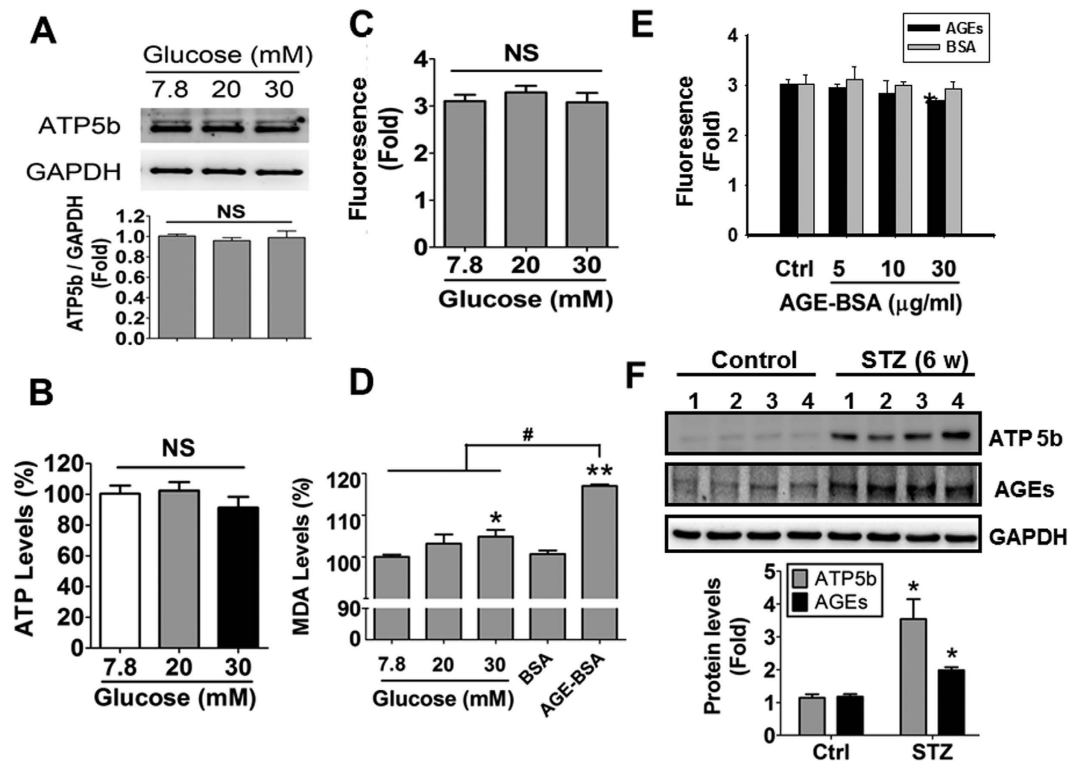 A
Glucose (mM)
7.8 20 30
ATP5b
GAPDH
NS
ATP5b / GAPDH
(Fold)
1.2
1.0
0.8
0.6
0.4
0.2
0.0
B
NS
ATP Levels (%)
120
100
80
60
40
20
0
7.8 20 30
Glucose (mM)
C
NS
Fluoresence
(Fold)
4
3
2
1
0
7.8 20 30
Glucose (mM)
D
#
**
*
MDA Levels (%)
120
110
100
90
0
7.8 20 30 BSA AGE-BSA
Glucose (mM)
E
AGEs
BSA
Fluoresence
(Fold)
4
3
2
1
0
*
Ctrl 5 10 30
AGE-BSA (μg/ml)
F
Control STZ (6 w)
1 2 3 4 1 2 3 4
ATP 5b
AGEs
GAPDH
ATP5b
AGEs
Protein levels
(Fold)
5
4
3
2
1
0
*
*
Ctrl STZ